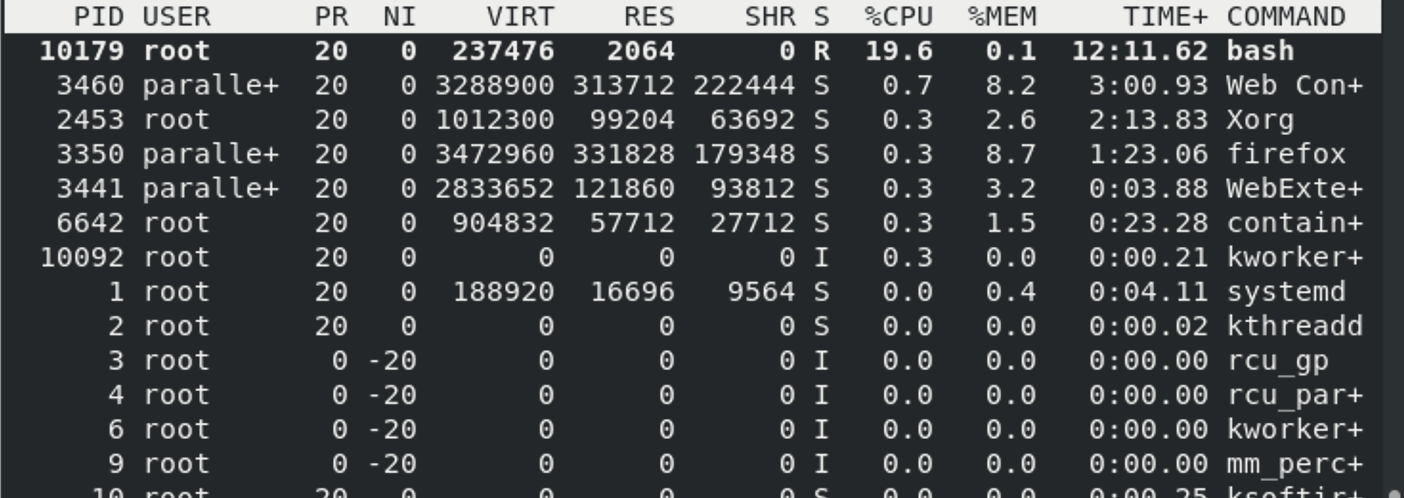 PID USER PR NI VIRT RES SHR S %CPU %MEM TIME+ COMMAND
10179 root 20 0 237476 2064 0 R 19.6 0.1 12:11.62 bash
3460 paralle+ 20 0 3288900 313712 222444 S 0.7 8.2 3:00.93 Web Con+
2453 root 20 0 1012300 99204 63692 S 0.3 2.6 2:13.83 Xorg
3350 paralle+ 20 0 3472960 331828 179348 S 0.3 8.7 1:23.06 firefox
3441 paralle+ 20 0 2833652 121860 93812 S 0.3 3.2 0:03.88 WebExte+
6642 root 20 0 904832 57712 27712 S 0.3 1.5 0:23.28 contain+
10092 root 20 0 0 0 0 I 0.3 0.0 0:00.21 kworker+
1 root 20 0 188920 16696 9564 S 0.0 0.4 0:04.11 systemd
2 root 20 0 0 0 0 S 0.0 0.0 0:00.02 kthreadd
3 root 0 -20 0 0 0 I 0.0 0.0 0:00.00 rcu_gp
4 root 0 -20 0 0 0 I 0.0 0.0 0:00.00 rcu_par+
6 root 0 -20 0 0 0 I 0.0 0.0 0:00.00 kworker+
9 root 0 -20 0 0 0 I 0.0 0.0 0:00.00 mm_perc+
10 root 20 0 0 0 0 S 0.0 0.0 0:00.25 ksoftir+